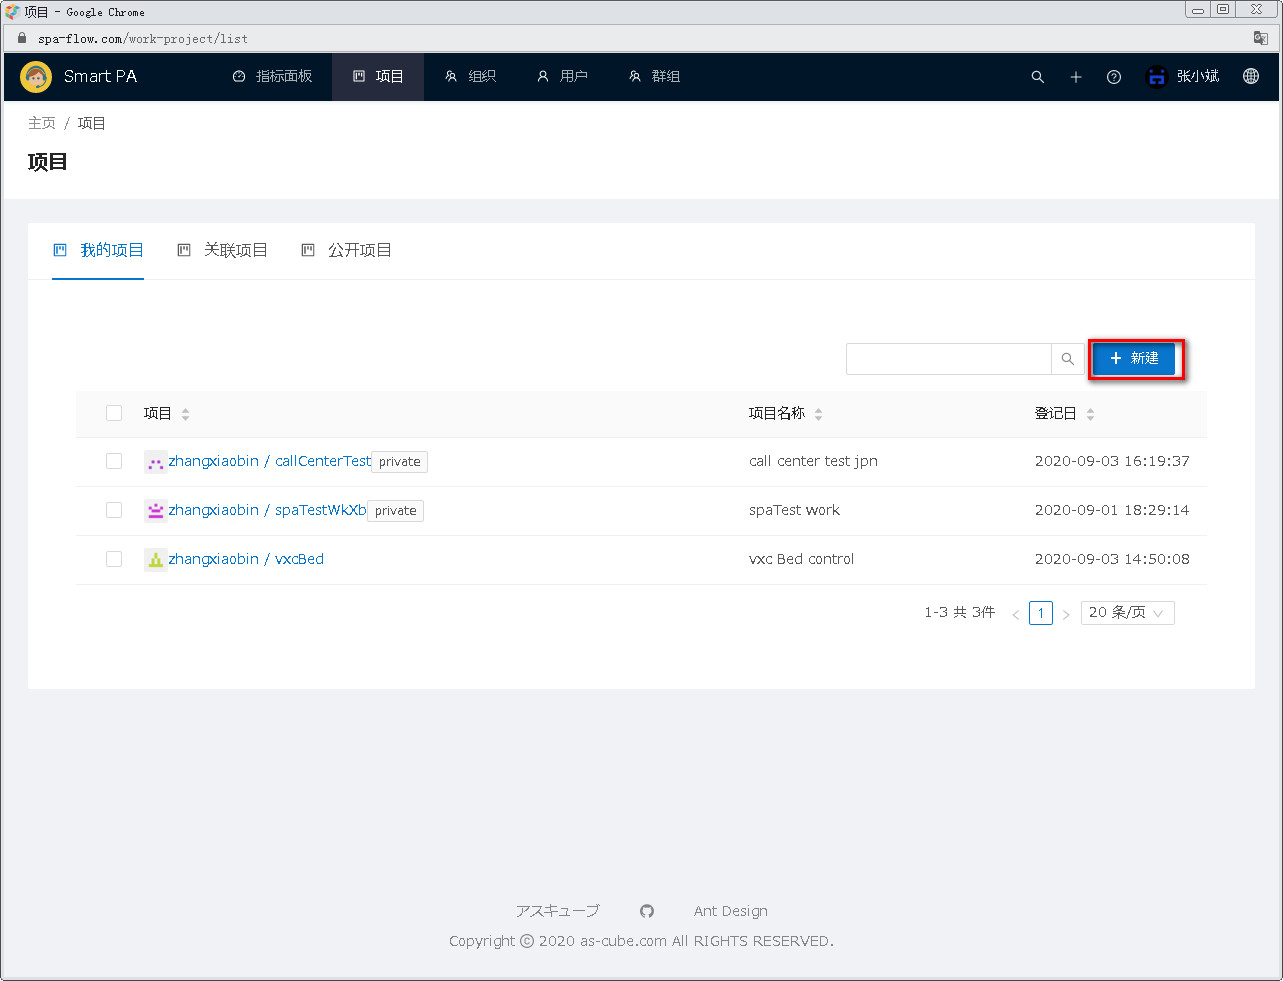 项目 - Google Chrome
spa-flow.com/work-project/list
Smart PA 指标面板 项目 组织 用户 群组 张小斌
主页 / 项目
项目
我的项目 关联项目 公开项目
+ 新建
项目 项目名称 登记日
zhangxiaobin / callCenterTest private call center test jpn 2020-09-03 16:19:37
zhangxiaobin / spaTestWkXb private spaTest work 2020-09-01 18:29:14
zhangxiaobin / vxcBed vxc Bed control 2020-09-03 14:50:08
1-3 共 3件 < 1 > 20 条/页
アスキューブ Ant Design
Copyright © 2020 as-cube.com All RIGHTS RESERVED.